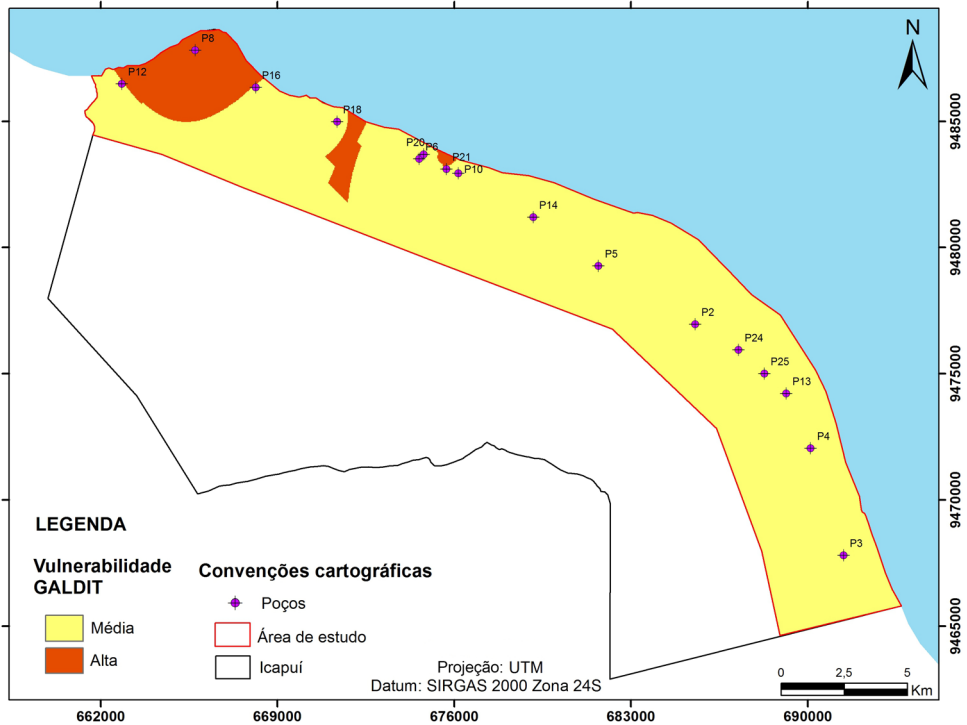 N
P8
P12
P16
P18
P20
P6
P21
P10
P14
P5
P2
P24
P25
P13
P4
P3
9485000
9480000
9475000
9470000
9465000
LEGENDA
Vulnerabilidade
GALDIT
Média
Alta
Convenções cartográficas
Poços
Área de estudo
Icapuí
Projeção: UTM
Datum: SIRGAS 2000 Zona 24S
0 2,5 5
Km
662000 669000 676000 683000 690000